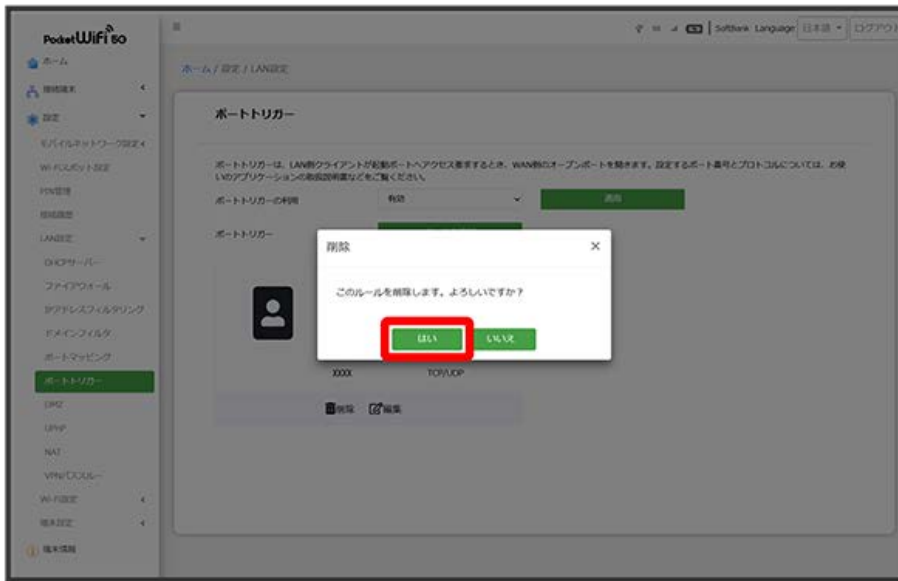 PocketWiFi 5G
SoftBank Language 日本語 ログアウト
ホーム
ホーム / 設定 / LAN設定
接続端末
設定
モバイルネットワーク設定
Wi-Fiスポット設定
PIN管理
接続履歴
LAN設定
DHCPサーバー
ファイアウォール
IPアドレスフィルタリング
ドメインフィルタ
ポートマッピング
ポートトリガー
DMZ
UPnP
NAT
VPNパススルー
Wi-Fi設定
端末設定
端末情報
ポートトリガー
ポートトリガーは、LAN側クライアントが起動ポートへアクセス要求するとき、WAN側のオープンポートを開きます。設定するポート番号とプロトコルについては、お使
いのアプリケーションの取扱説明書などをご覧ください。
ポートトリガーの利用 有効 適用
ポートトリガー
削除 ×
このルールを削除します。よろしいですか？
はい いいえ
XXXX TCP/UDP
削除 編集